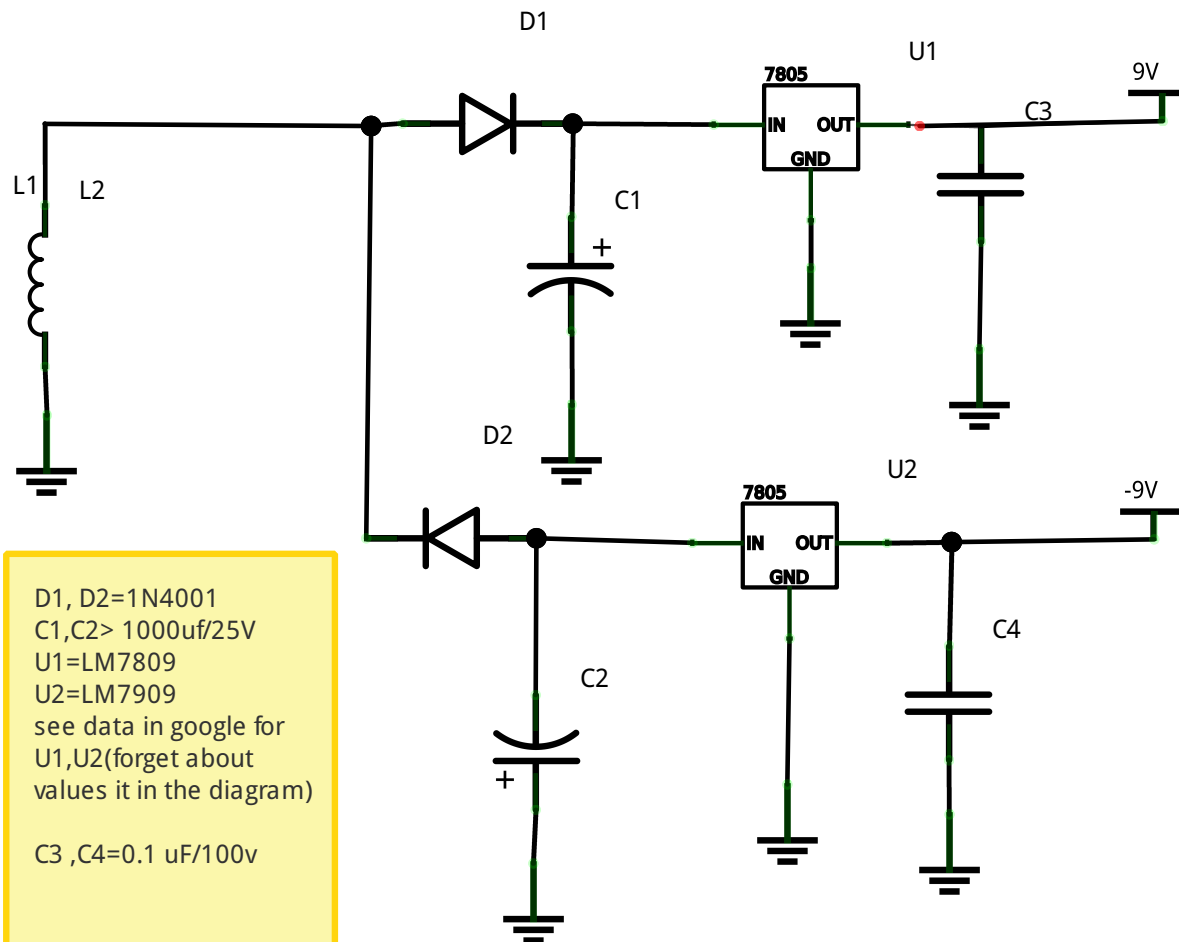 D1
U1
7805
9V
IN OUT
GND
C3
L1
L2
C1
+
D2
U2
7805
-9V
IN OUT
GND
C4
C2
+
D1, D2=1N4001
C1,C2> 1000uf/25V
U1=LM7809
U2=LM7909
see data in google for
U1,U2(forget about
values it in the diagram)
C3 ,C4=0.1 uF/100v